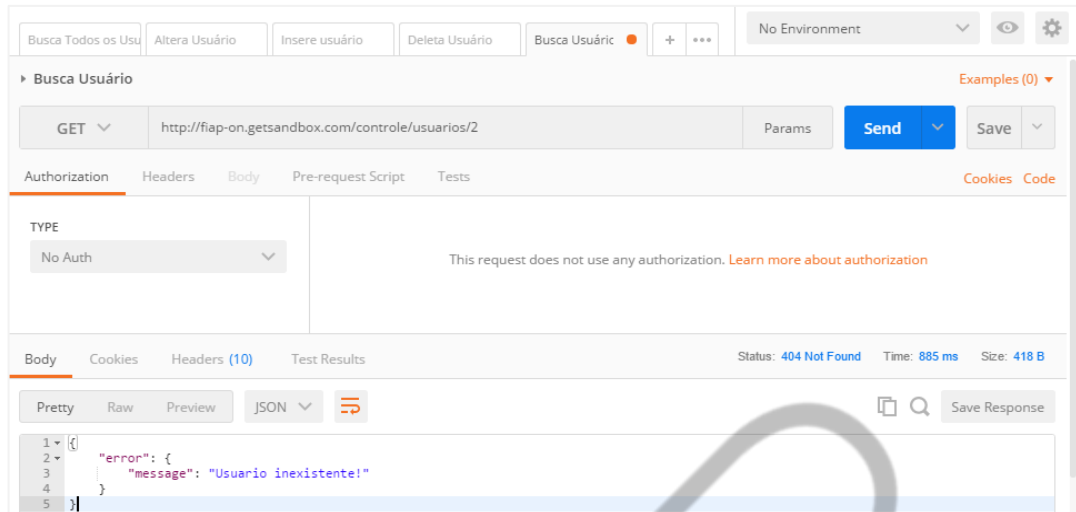 Busca Todos os Usu Altera Usuário Insere usuário Deleta Usuário Busca Usuáric + ••• No Environment
Busca Usuário Examples (0)
GET http://fiap-on.getsandbox.com/controle/usuarios/2 Params Send Save
Authorization Headers Body Pre-request Script Tests Cookies Code
TYPE
No Auth
This request does not use any authorization. Learn more about authorization
Body Cookies Headers (10) Test Results Status: 404 Not Found Time: 885 ms Size: 418 B
Pretty Raw Preview JSON Save Response
1 {
2 "error": {
3 "message": "Usuario inexistente!"
4 }
5 }